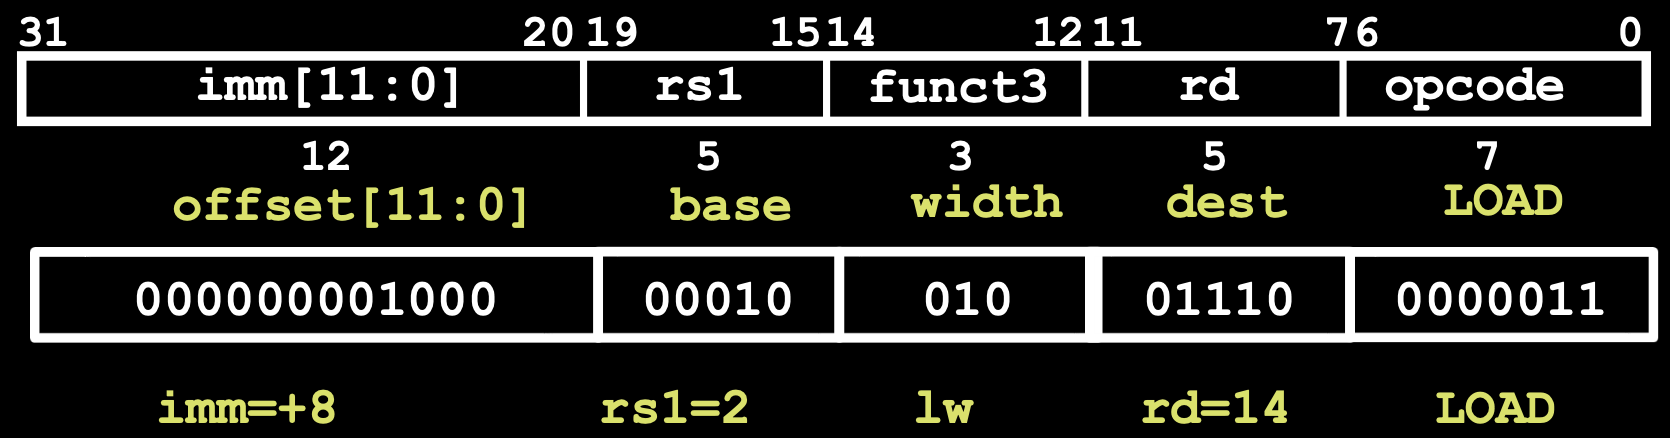 31 20 19 15 14 12 11 7 6 0
imm[11:0] rs1 funct3 rd opcode
12 5 3 5 7
offset[11:0] base width dest LOAD
000000001000 00010 010 01110 0000011
imm=+8 rs1=2 lw rd=14 LOAD